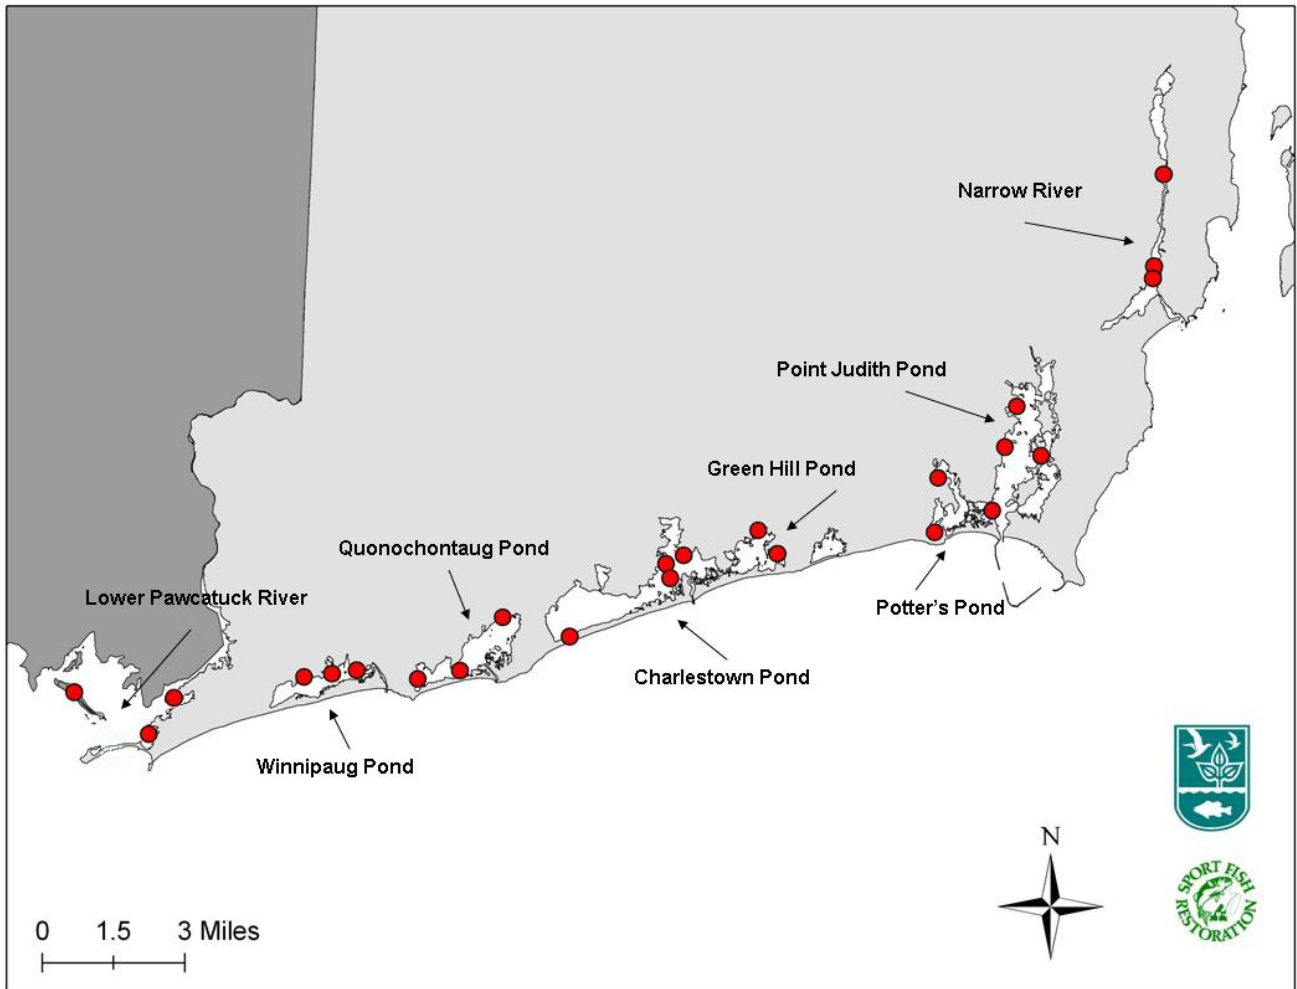 Narrow River
Point Judith Pond
Green Hill Pond
Quonochontaug Pond
Lower Pawcatuck River
Potter's Pond
Charlestown Pond
Winnipaug Pond
N
SPORT FISH
RESTORATION
0 1.5 3 Miles